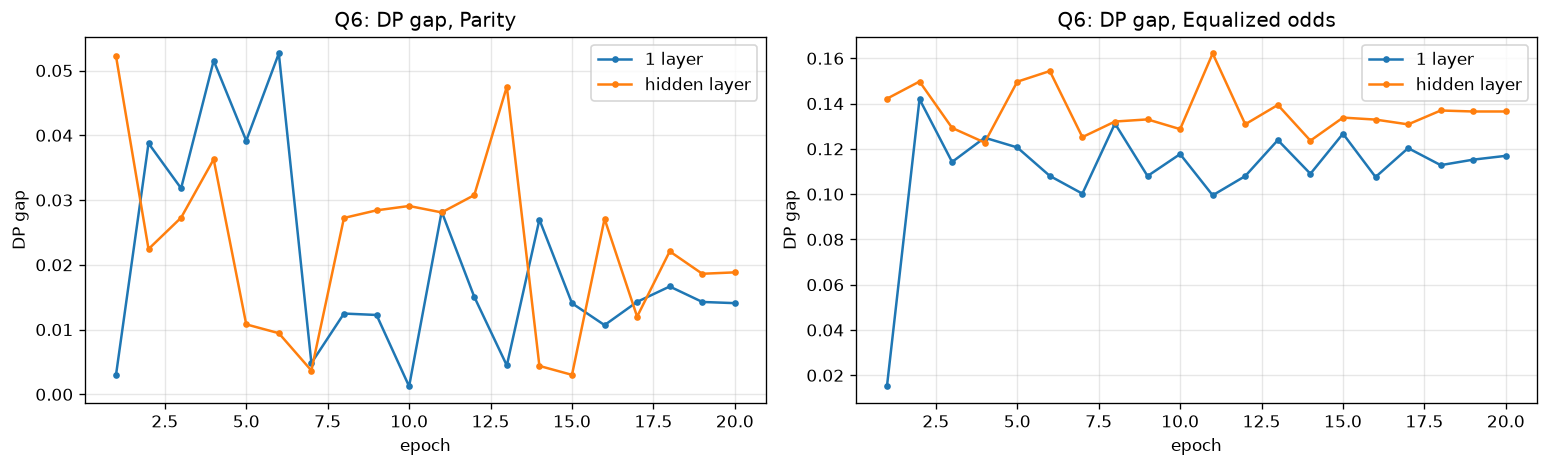 Q6: DP gap, Parity
1 layer
hidden layer
DP gap
0.05
0.04
0.03
0.02
0.01
0.00
2.5 5.0 7.5 10.0 12.5 15.0 17.5 20.0
epoch
Q6: DP gap, Equalized odds
1 layer
hidden layer
DP gap
0.16
0.14
0.12
0.10
0.08
0.06
0.04
0.02
2.5 5.0 7.5 10.0 12.5 15.0 17.5 20.0
epoch